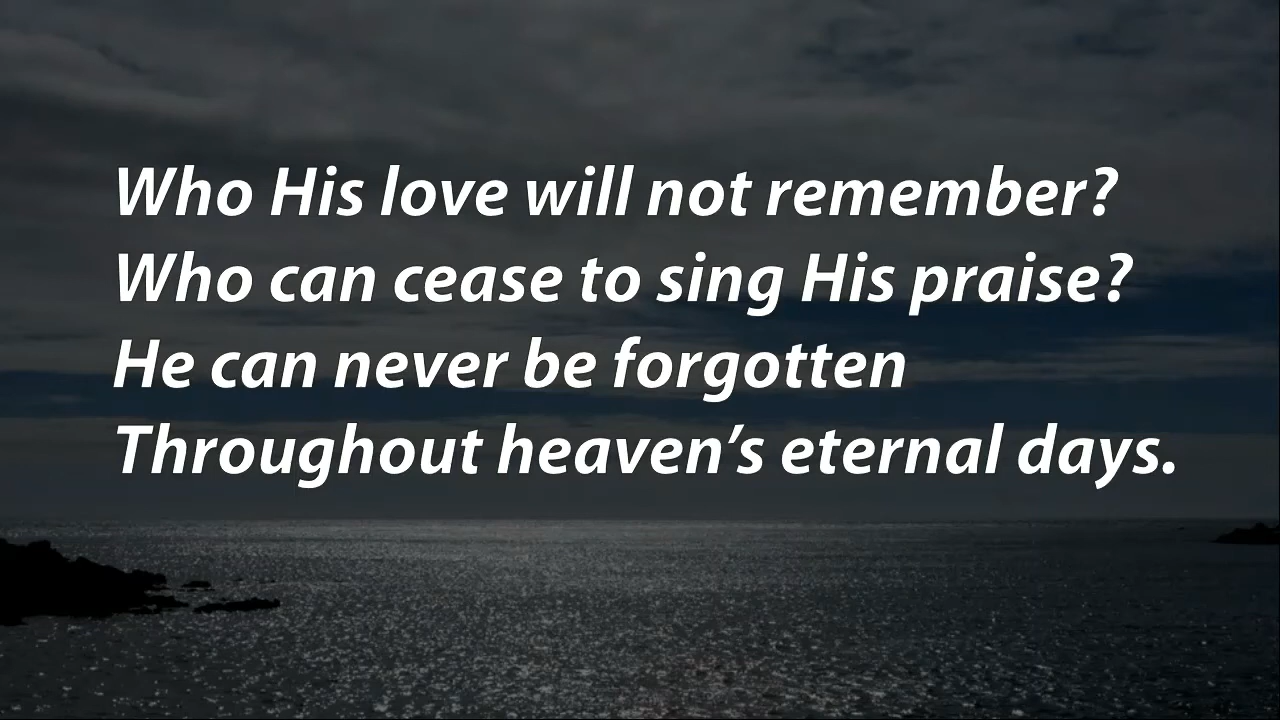 Who His love will not remember?
Who can cease to sing His praise?
He can never be forgotten
Throughout heaven’s eternal days.